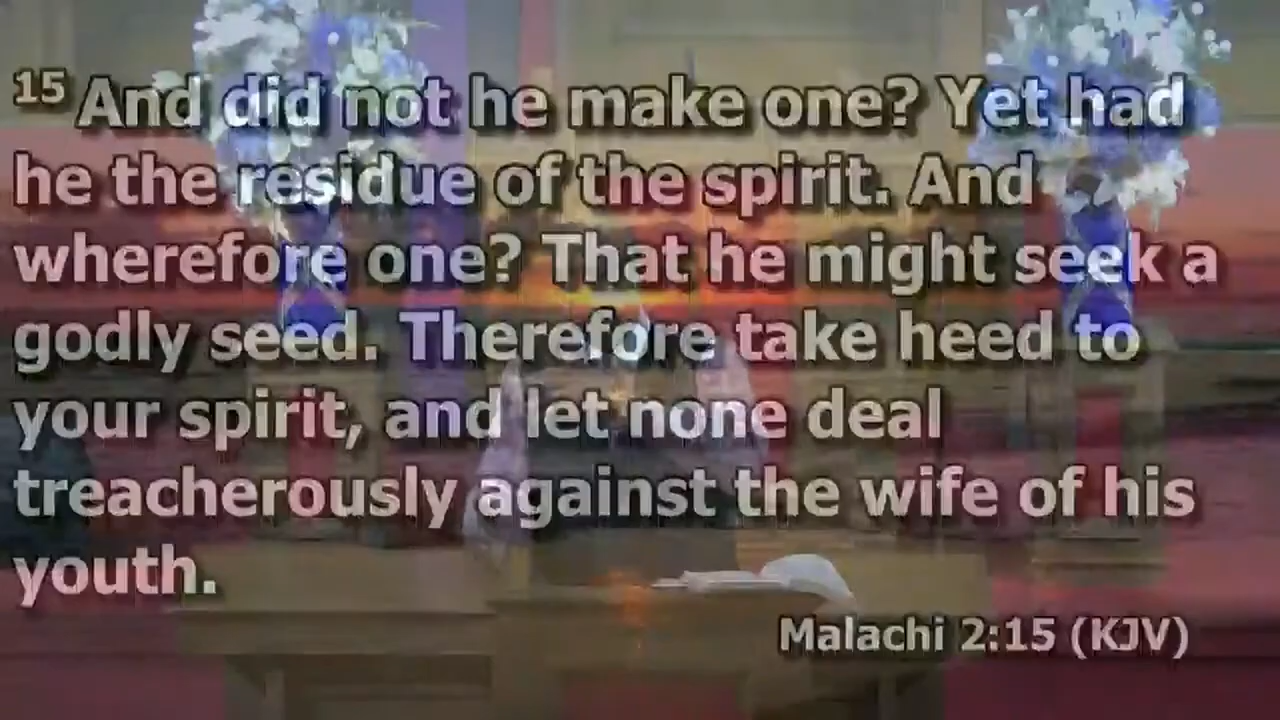 15 And did not he make one? Yet had
he the residue of the spirit. And
wherefore one? That he might seek a
godly seed. Therefore take heed to
your spirit, and let none deal
treacherously against the wife of his
youth.
Malachi 2:15 (KJV)